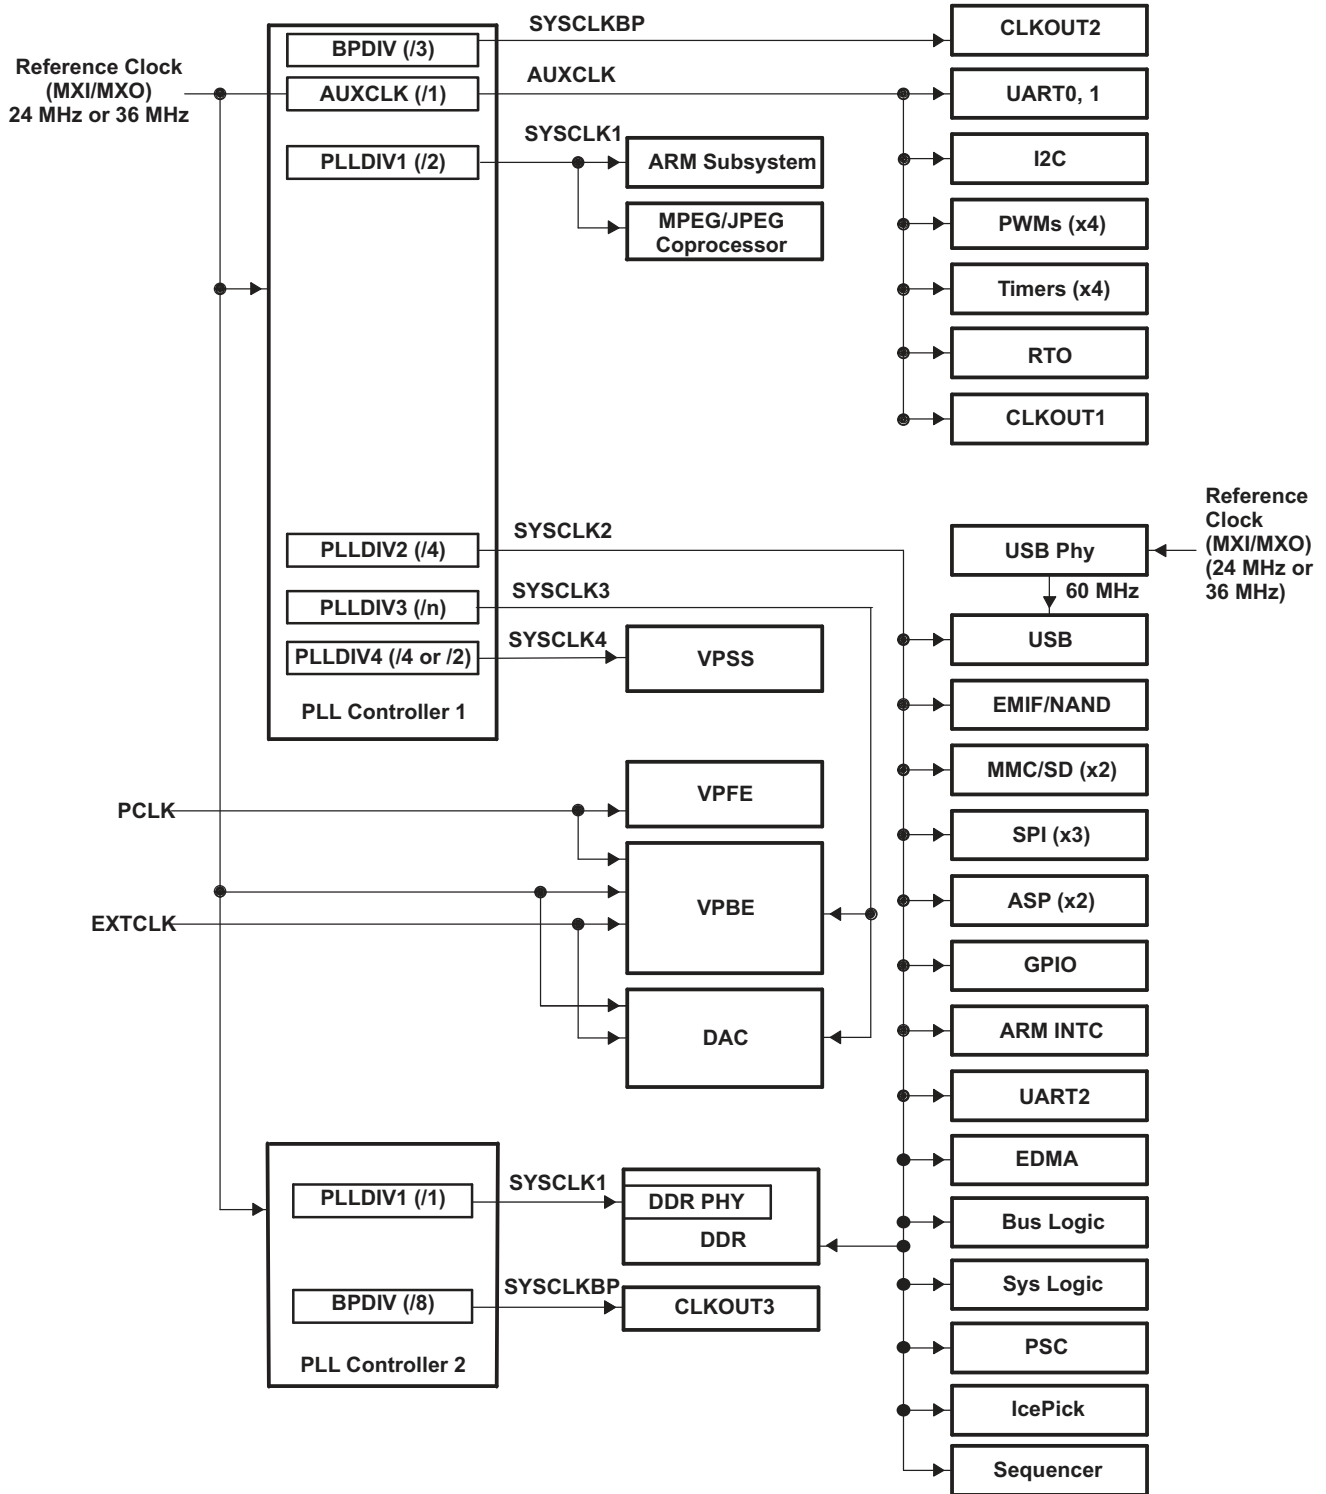 SYSCLKBP
CLKOUT2
BPDIV (/3)
Reference Clock
(MXI/MXO)
24 MHz or 36 MHz
AUXCLK (/1)
AUXCLK
UART0, 1
SYSCLK1
PLLDIV1 (/2)
ARM Subsystem
I2C
MPEG/JPEG
Coprocessor
PWMs (x4)
Timers (x4)
RTO
CLKOUT1
Reference
Clock
(MXI/MXO)
(24 MHz or
36 MHz)
PLLDIV2 (/4)
SYSCLK2
USB Phy
60 MHz
PLLDIV3 (/n)
SYSCLK3
USB
PLLDIV4 (/4 or /2)
SYSCLK4
VPSS
PLL Controller 1
EMIF/NAND
MMC/SD (x2)
VPFE
PCLK
SPI (x3)
VPBE
ASP (x2)
EXTCLK
GPIO
DAC
ARM INTC
UART2
EDMA
PLLDIV1 (/1)
SYSCLK1
DDR PHY
DDR
Bus Logic
Sys Logic
BPDIV (/8)
SYSCLKBP
CLKOUT3
PLL Controller 2
PSC
IcePick
Sequencer